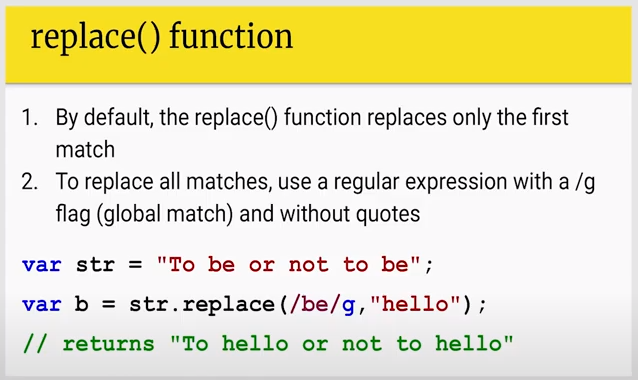 replace() function
1. By default, the replace() function replaces only the first
match
2. To replace all matches, use a regular expression with a /g
flag (global match) and without quotes
var str = "To be or not to be";
var b = str.replace(/be/g,"hello");
// returns "To hello or not to hello"